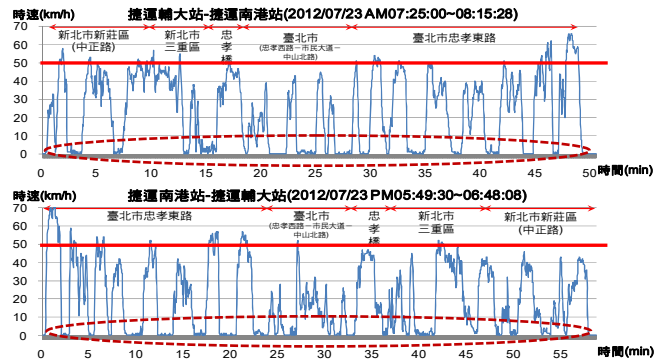 時速(km/h)
捷運輔大站-捷運南港站(2012/07/23 AM07:25:00~08:15:28)
70
60
50
40
30
20
10
0
新北市新莊區
(中正路)
新北市
三重區
忠
孝
橋
臺北市
(忠孝西路－市民大道－
中山北路)
臺北市忠孝東路
0 5 10 15 20 25 30 35 40 45 50
時間(min)
時速(km/h)
捷運南港站-捷運輔大站(2012/07/23 PM05:49:30~06:48:08)
70
60
50
40
30
20
10
0
臺北市忠孝東路
臺北市
(忠孝西路－市民大道－
中山北路)
忠
孝
橋
新北市
三重區
新北市新莊區
(中正路)
0 5 10 15 20 25 30 35 40 45 50 55
時間(min)